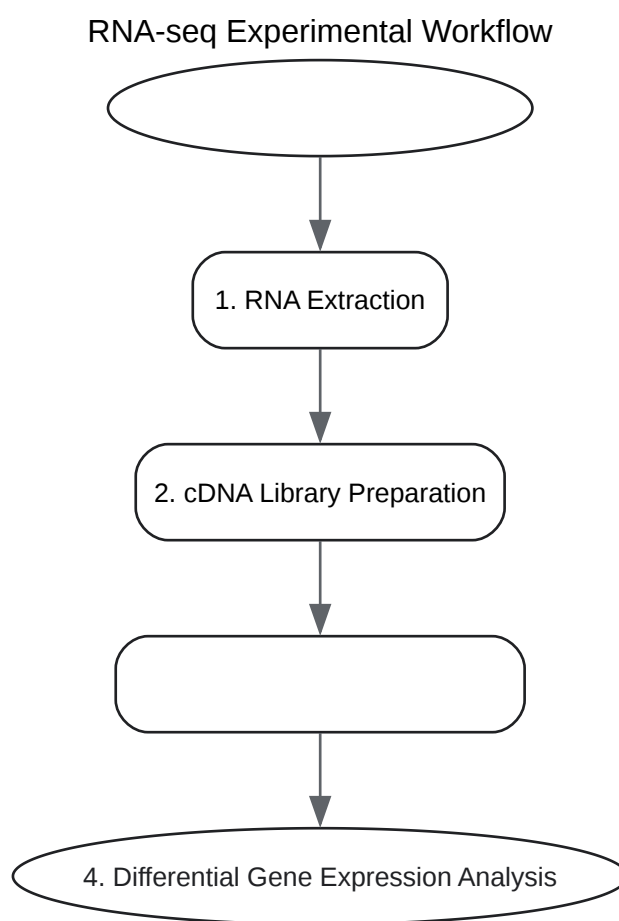 RNA-seq Experimental Workflow
1. RNA Extraction
2. cDNA Library Preparation
4. Differential Gene Expression Analysis